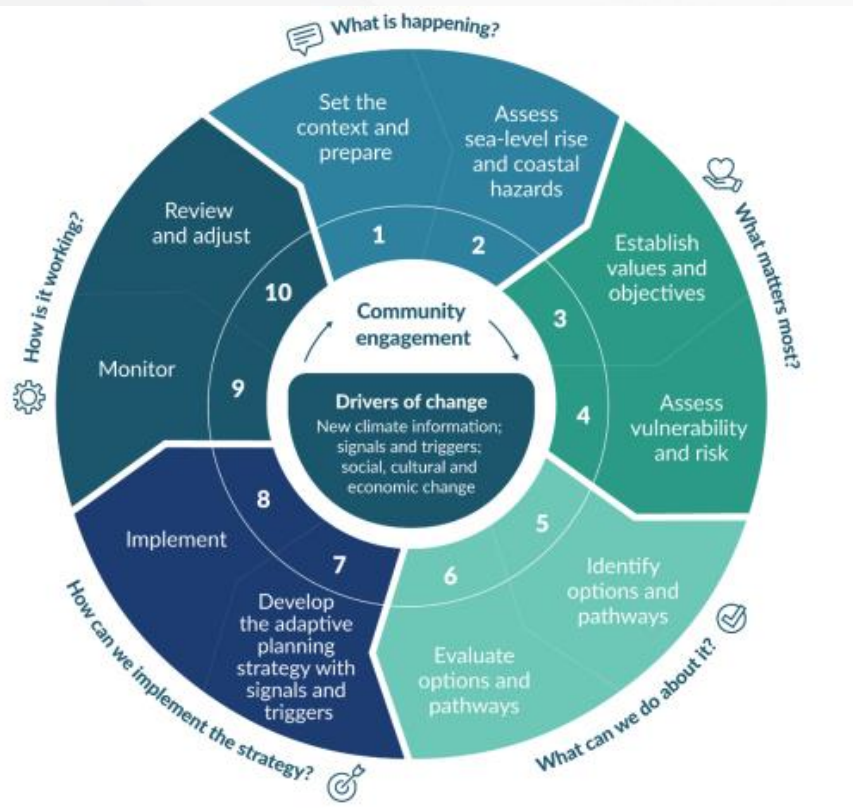 What is happening?
Set the
context and
prepare
1
Assess
sea-level rise
and coastal
hazards
2
What matters most?
Establish
values and
objectives
3
Assess
vulnerability
and risk
4
What can we do about it?
Identify
options and
pathways
5
Evaluate
options and
pathways
6
How can we implement the strategy?
Develop
the adaptive
planning
strategy with
signals and
triggers
7
Implement
8
How is it working?
Monitor
9
Review
and adjust
10
Community
engagement
Drivers of change
New climate information;
signals and triggers;
social, cultural and
economic change